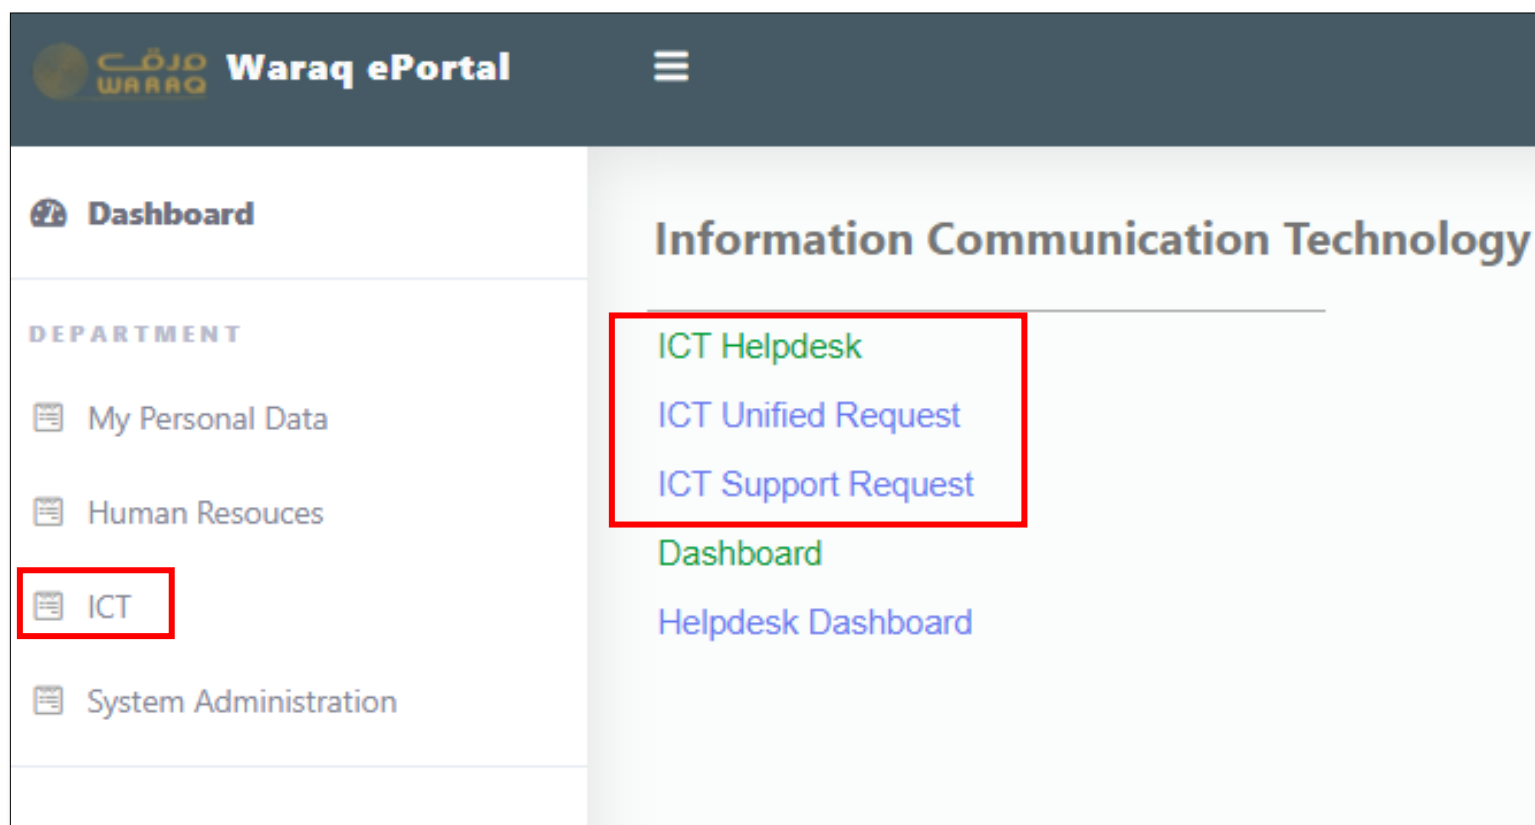 ورق
WARAQ
Waraq ePortal
Dashboard
DEPARTMENT
My Personal Data
Human Resouces
ICT
System Administration
Information Communication Technology
ICT Helpdesk
ICT Unified Request
ICT Support Request
Dashboard
Helpdesk Dashboard